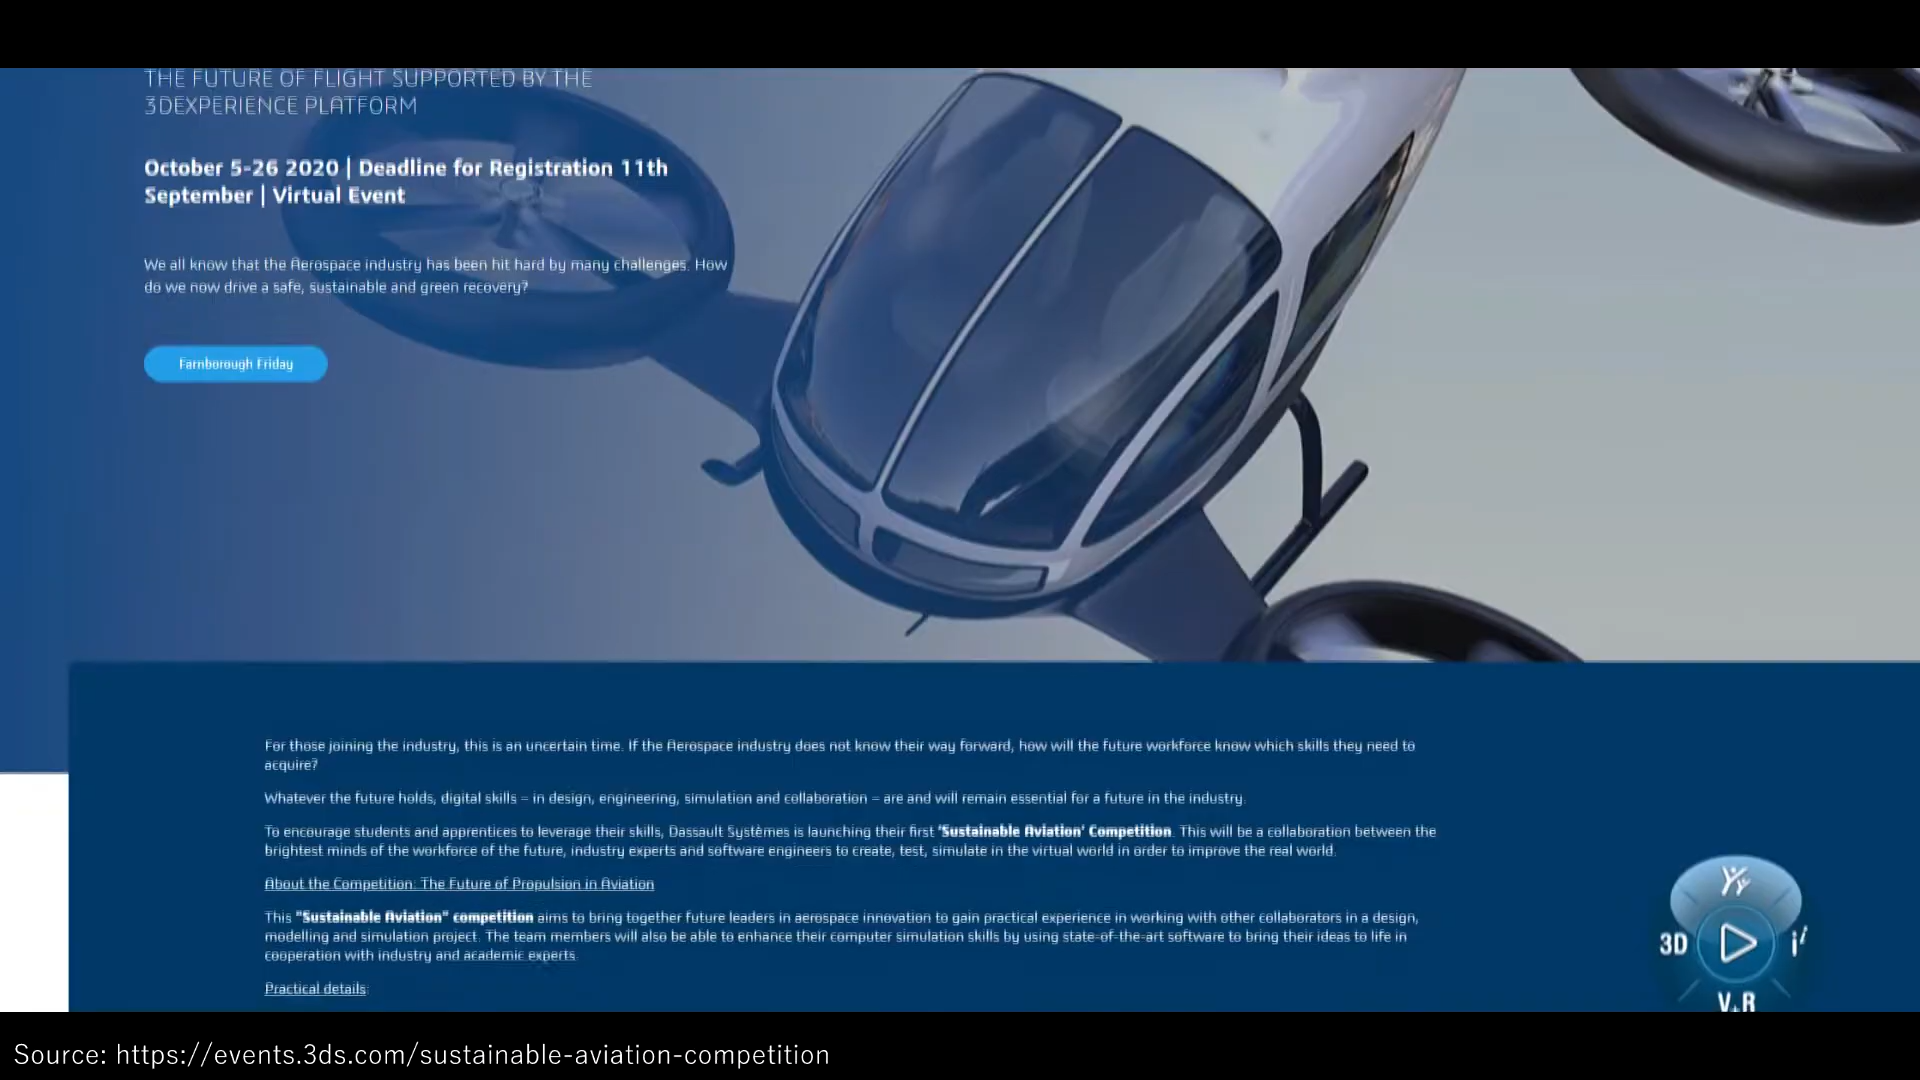 THE FUTURE OF FLIGHT SUPPORTED BY THE
3DEXPERIENCE PLATFORM
October 5-26 2020 | Deadline for Registration 11th
September | Virtual Event
We all know that the Aerospace industry has been hit hard by many challenges. How
do we now drive a safe, sustainable and green recovery?
Farnborough Friday
For those joining the industry, this is an uncertain time. If the Aerospace industry does not know their way forward, how will the future workforce know which skills they need to
acquire?
Whatever the future holds, digital skills – in design, engineering, simulation and collaboration – are and will remain essential for a future in the industry.
To encourage students and apprentices to leverage their skills, Dassault Systèmes is launching their first 'Sustainable Aviation' Competition. This will be a collaboration between the
brightest minds of the workforce of the future, industry experts and software engineers to create, test, simulate in the virtual world in order to improve the real world.
About the Competition: The Future of Propulsion in Aviation
This "Sustainable Aviation" competition aims to bring together future leaders in aerospace innovation to gain practical experience in working with other collaborators in a design,
modelling and simulation project. The team members will also be able to enhance their computer simulation skills by using state-of-the-art software to bring their ideas to life in
cooperation with industry and academic experts.
Practical details:
3D
V+R
Source: https://events.3ds.com/sustainable-aviation-competition